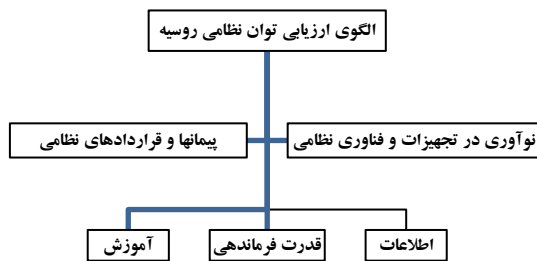 الگوی ارزیابی توان نظامی روسیه
نوآوری در تجهیزات و فناوری نظامی
پیمانها و قراردادهای نظامی
اطلاعات
قدرت فرماندهی
آموزش